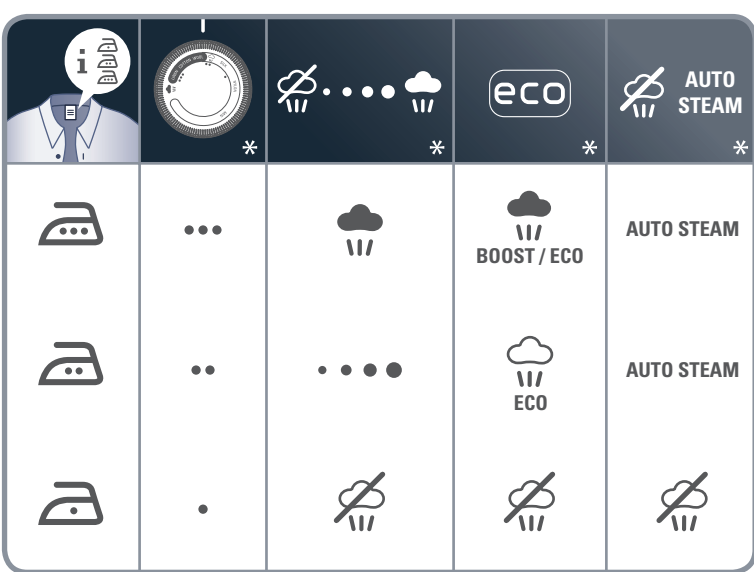 i
eco
AUTO
STEAM
*
*
*
*
BOOST / ECO
AUTO STEAM
ECO
AUTO STEAM